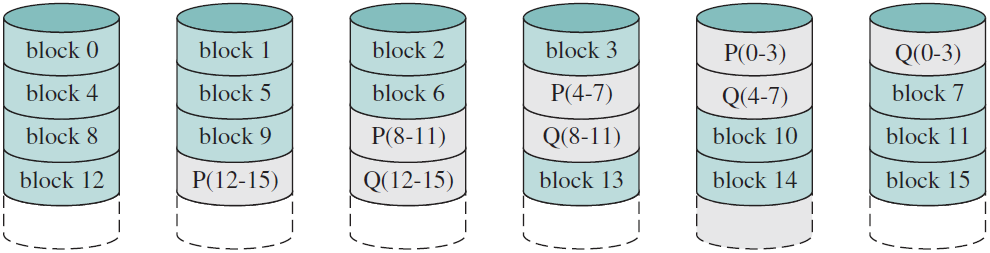 block 0 block 1 block 2 block 3 P(0-3) Q(0-3)
block 4 block 5 block 6 P(4-7) Q(4-7) block 7
block 8 block 9 P(8-11) Q(8-11) block 10 block 11
block 12 P(12-15) Q(12-15) block 13 block 14 block 15